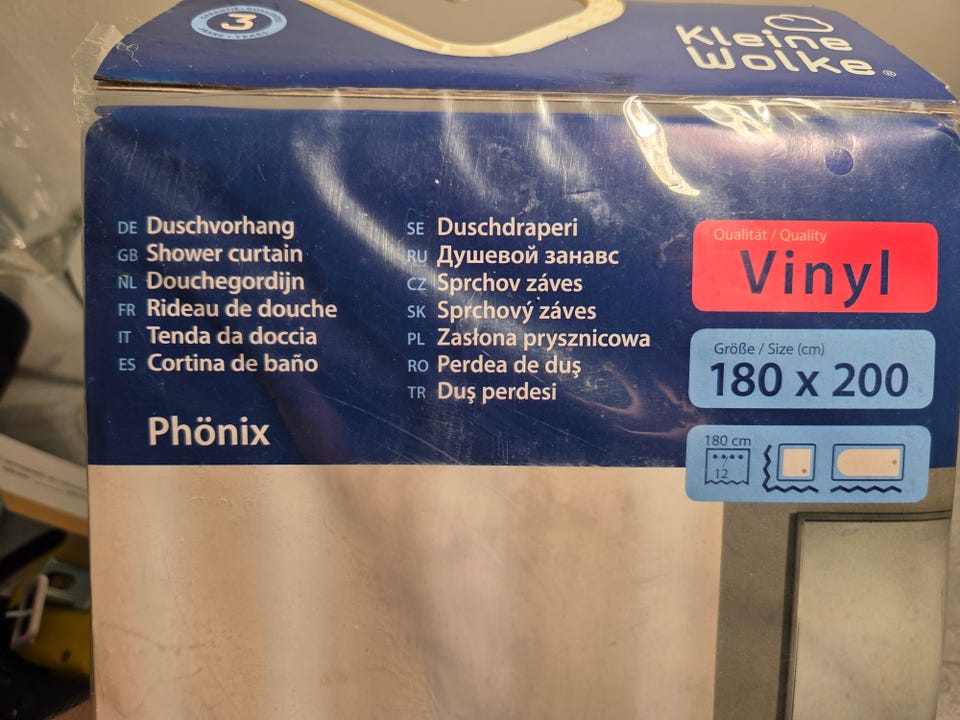 3
JAHRE • YEARS
Kleine
Wolke®
DE Duschvorhang
GB Shower curtain
NL Douchegordijn
FR Rideau de douche
IT Tenda da doccia
ES Cortina de baño
SE Duschdraperi
RU Душевой занавс
CZ Sprchov záves
SK Sprchový záves
PL Zasłona prysznicowa
RO Perdea de duş
TR Duş perdesi
Phönix
Qualität / Quality
Vinyl
Größe / Size (cm)
180 x 200
180 cm
12